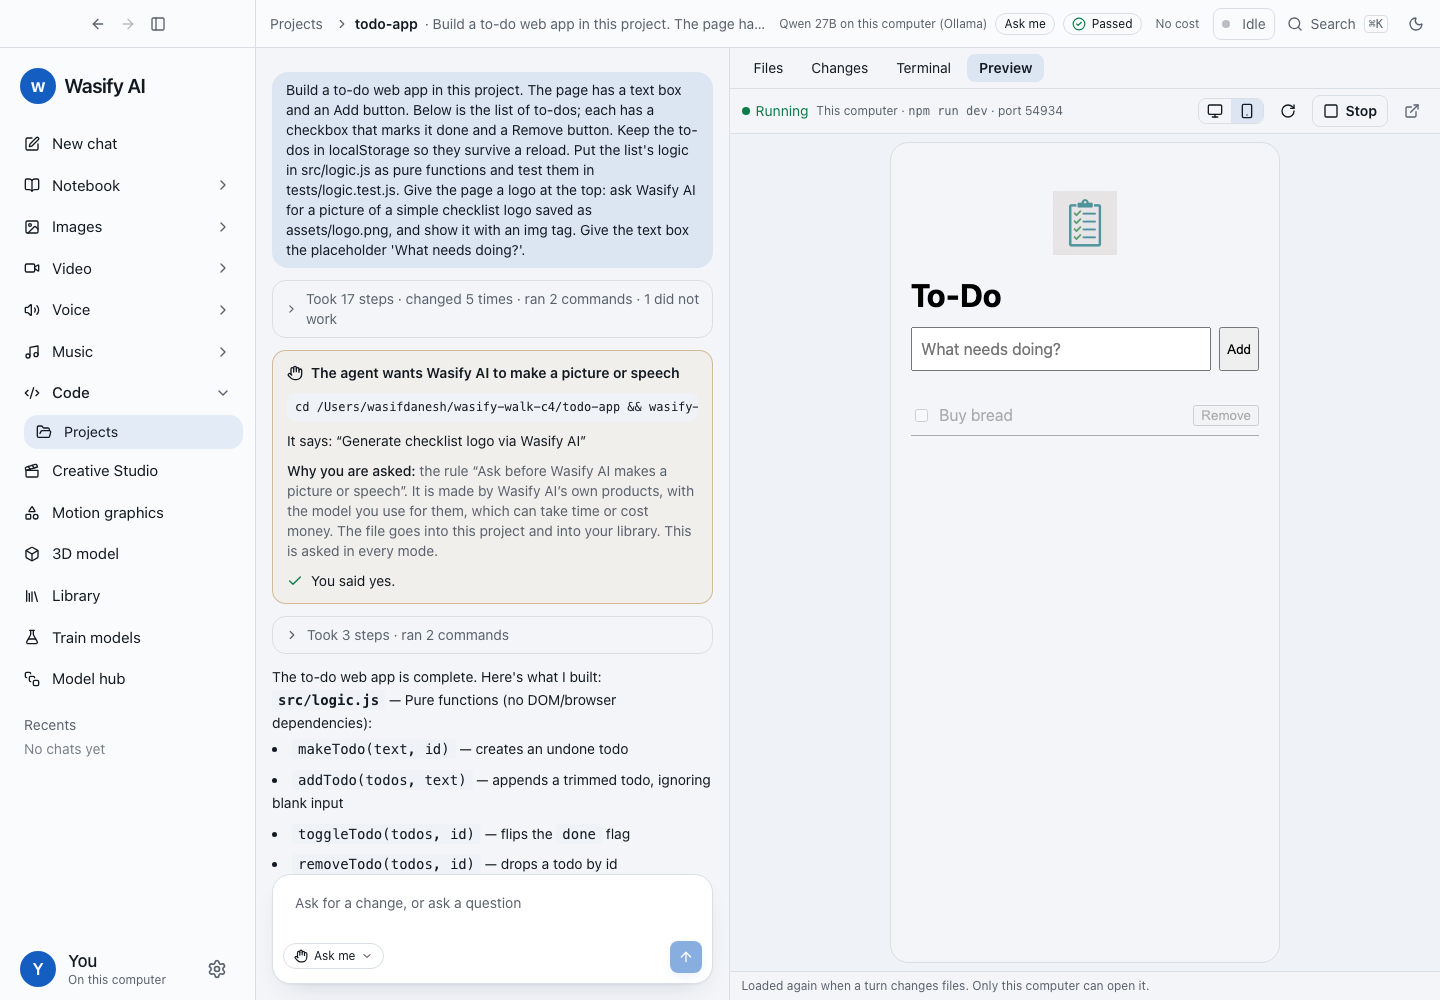 Projects > todo-app · Build a to-do web app in this project. The page ha... Qwen 27B on this computer (Ollama) Ask me Passed No cost Idle Search ⌘K
W Wasify AI
New chat
Notebook
Images
Video
Voice
Music
Code
Projects
Creative Studio
Motion graphics
3D model
Library
Train models
Model hub
Recents
No chats yet
Y You
On this computer
Build a to-do web app in this project. The page has a text box
and an Add button. Below is the list of to-dos; each has a
checkbox that marks it done and a Remove button. Keep the to-
dos in localStorage so they survive a reload. Put the list's logic
in src/logic.js as pure functions and test them in
tests/logic.test.js. Give the page a logo at the top: ask Wasify AI
for a picture of a simple checklist logo saved as
assets/logo.png, and show it with an img tag. Give the text box
the placeholder 'What needs doing?'.
Took 17 steps · changed 5 times · ran 2 commands · 1 did not
work
The agent wants Wasify AI to make a picture or speech
cd /Users/wasifdanesh/wasify-walk-c4/todo-app && wasify-
It says: “Generate checklist logo via Wasify AI”
Why you are asked: the rule “Ask before Wasify AI makes a
picture or speech”. It is made by Wasify AI’s own products, with
the model you use for them, which can take time or cost
money. The file goes into this project and into your library. This
is asked in every mode.
You said yes.
Took 3 steps · ran 2 commands
The to-do web app is complete. Here's what I built:
src/logic.js — Pure functions (no DOM/browser
dependencies):
• makeTodo(text, id) — creates an undone todo
• addTodo(todos, text) — appends a trimmed todo, ignoring
blank input
• toggleTodo(todos, id) — flips the done flag
• removeTodo(todos, id) — drops a todo by id
Ask for a change, or ask a question
Ask me
Files Changes Terminal Preview
Running This computer · npm run dev · port 54934 Stop
To-Do
What needs doing? Add
Buy bread Remove
Loaded again when a turn changes files. Only this computer can open it.